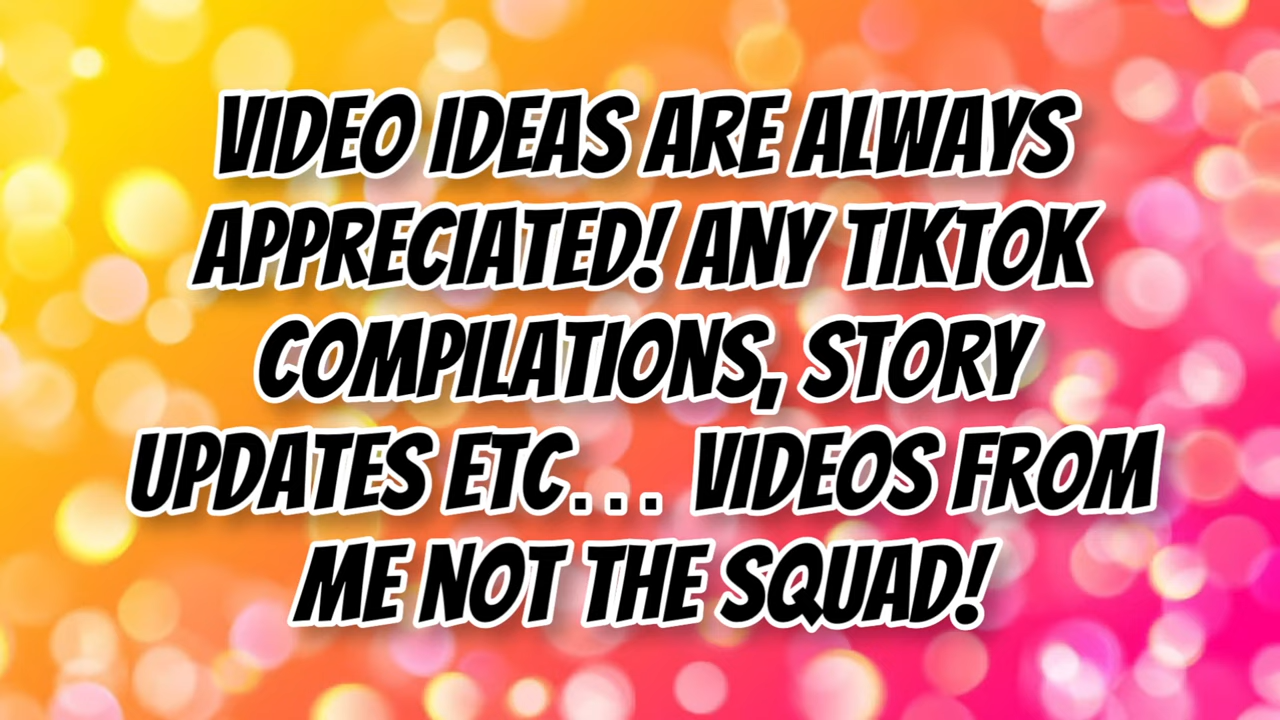 VIDEO IDEAS ARE ALWAYS
APPRECIATED! ANY TIKTOK
COMPILATIONS, STORY
UPDATES ETC... VIDEOS FROM
ME NOT THE SQUAD!